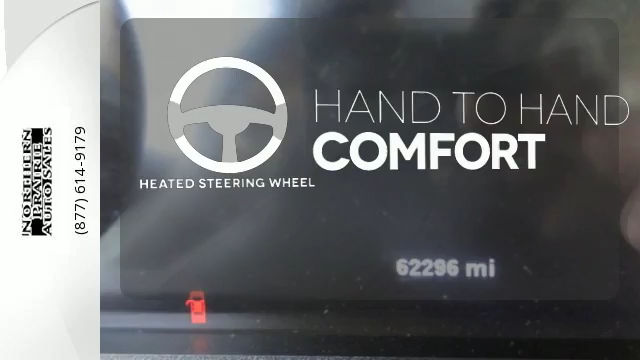 NORTHERN
PRAIRIE
AUTO SALES
(877) 614-9179
HAND TO HAND
COMFORT
HEATED STEERING WHEEL
62296 mi